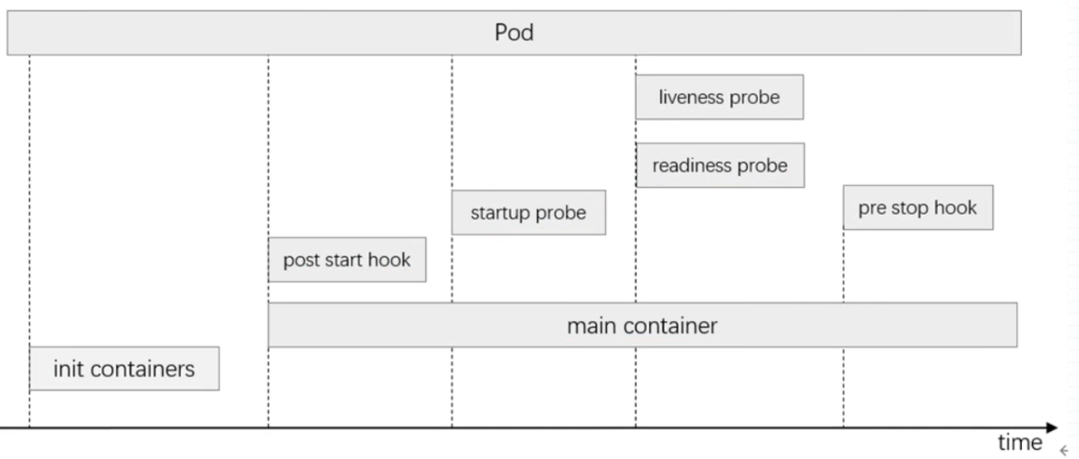 Pod
liveness probe
readiness probe
pre stop hook
startup probe
post start hook
main container
init containers
time